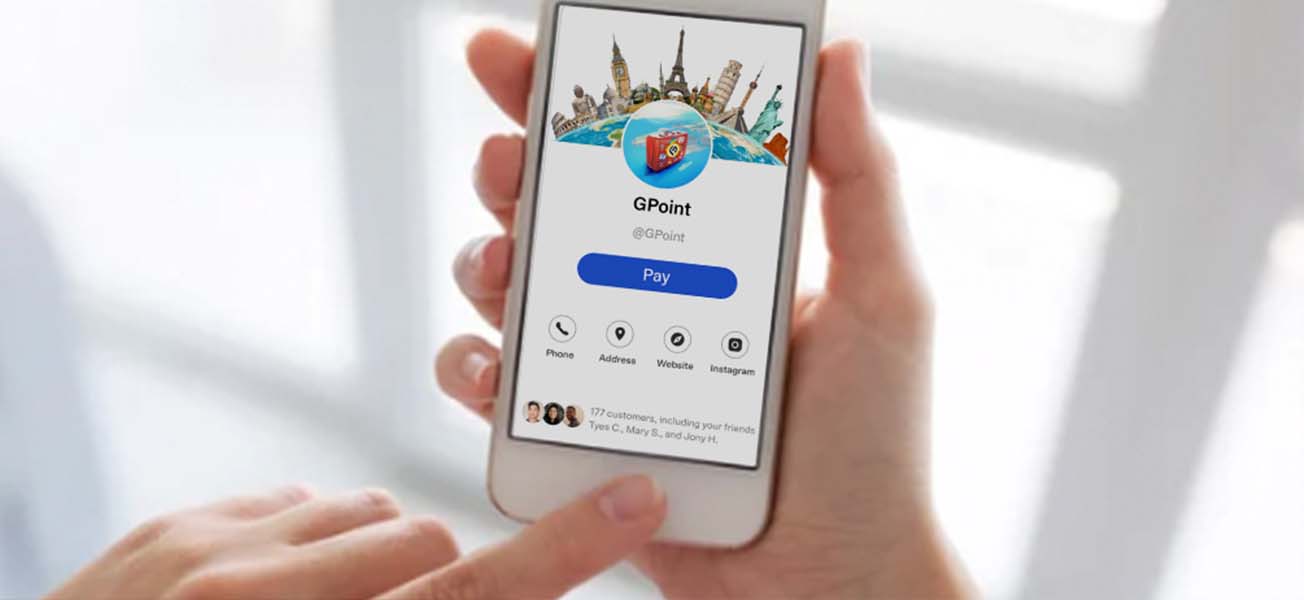 GPoint
@GPoint
Pay
Phone
Address
Website
Instagram
177 customers, including your friends
Tyes C., Mary S., and Jony H.